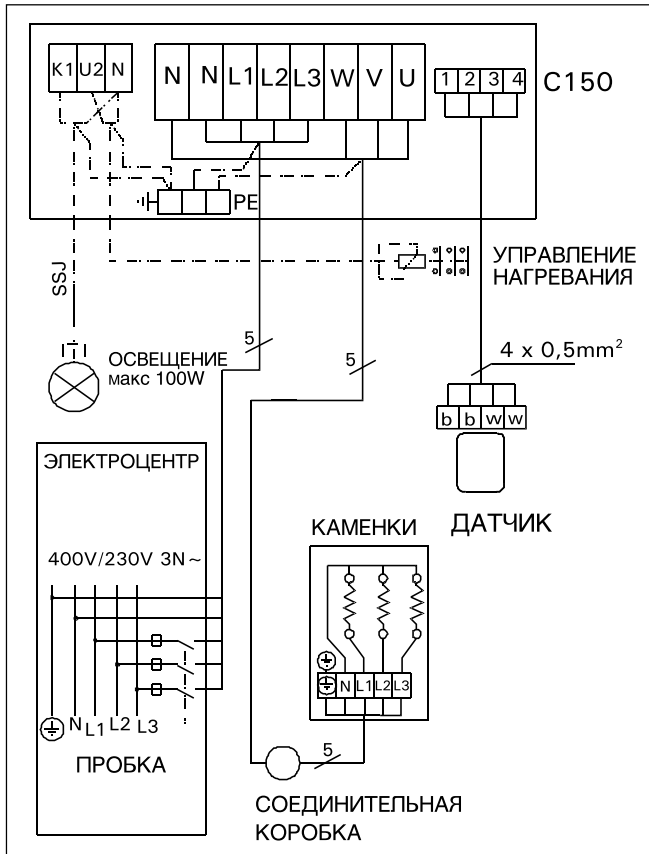 K1 U2 N
N N L1 L2 L3 W V U
1 2 3 4
C150
PE
SSJ
УПРАВЛЕНИЕ
НАГРЕВАНИЯ
5
5
4 x 0,5mm²
ОСВЕЩЕНИЕ
макс 100W
b b w w
ДАТЧИК
ЭЛЕКТРОЦЕНТР
400V/230V 3N~
N L1 L2 L3
ПРОБКА
КАМЕНКИ
N L1 L2 L3
5
СОЕДИНИТЕЛЬНАЯ
КОРОБКА